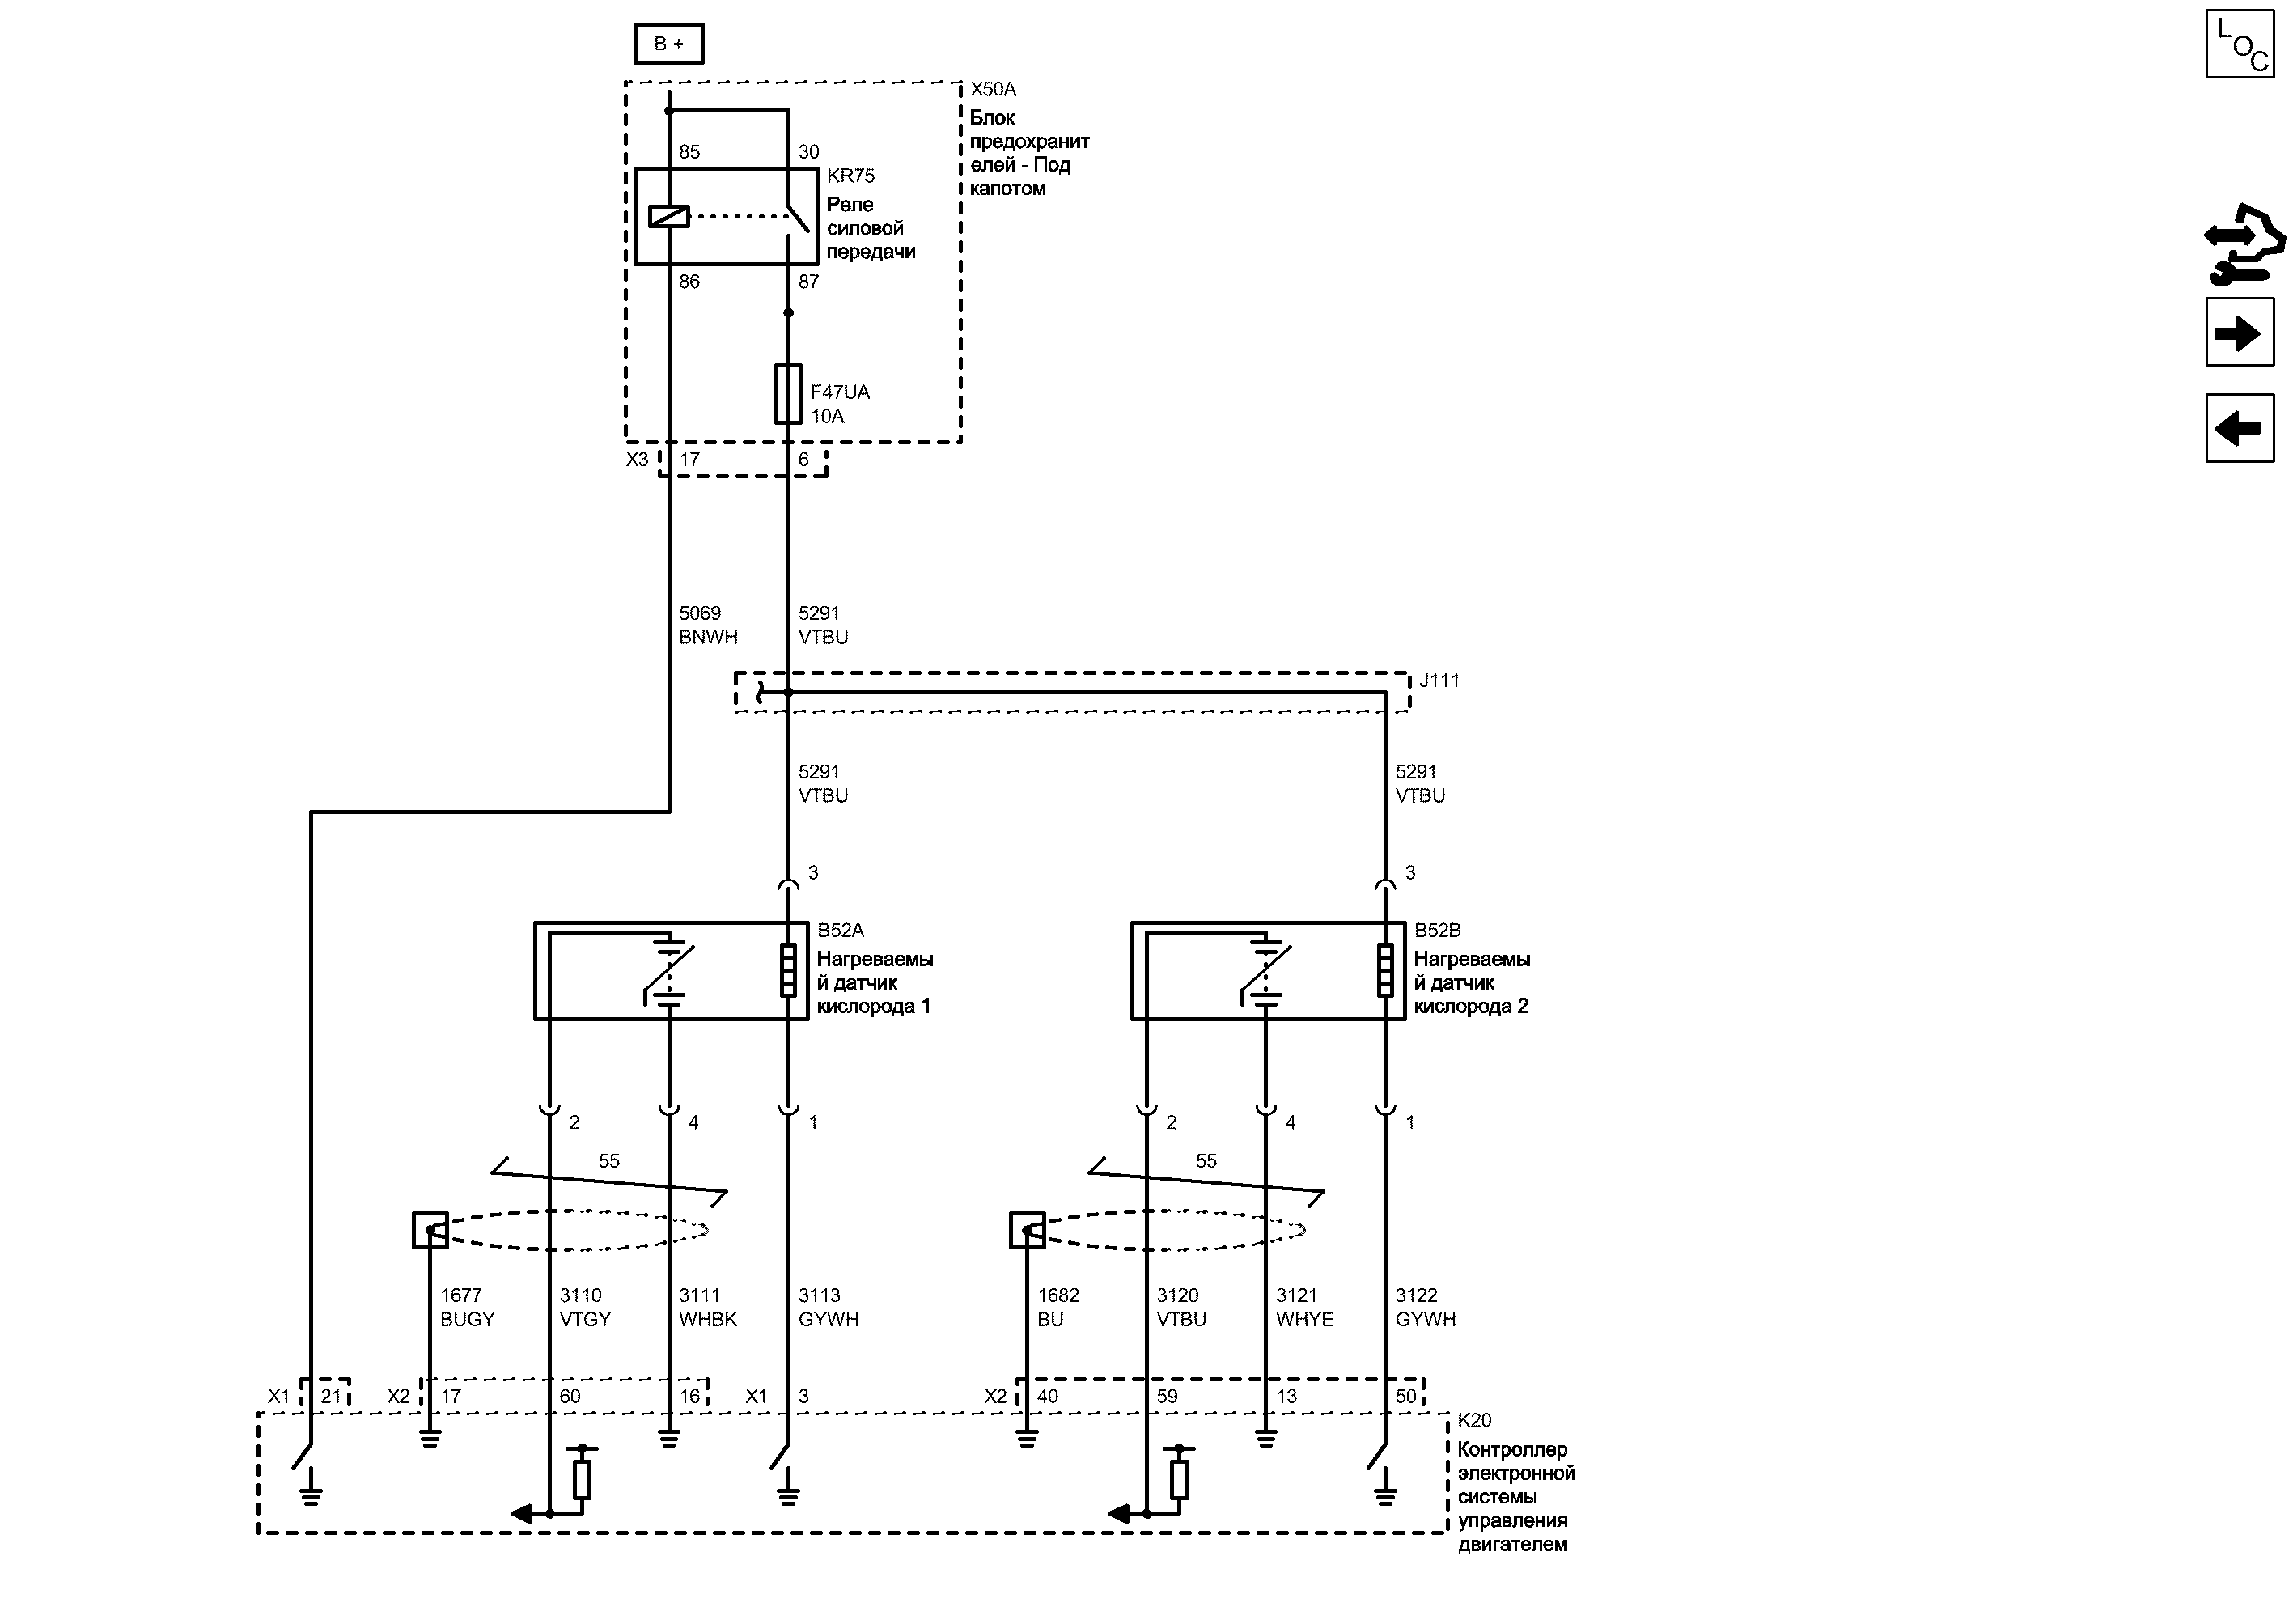 B +
L
O
C
X50A
Блок
предохранит
елей - Под
капотом
85
30
KR75
Реле
силовой
передачи
86
87
F47UA
10A
X3
17
6
5069
BNWH
5291
VTBU
J111
5291
VTBU
5291
VTBU
3
3
B52A
Нагреваемы
й датчик
кислорода 1
B52B
Нагреваемы
й датчик
кислорода 2
2
4
1
2
4
1
55
55
1677
BUGY
3110
VTGY
3111
WHBK
3113
GYWH
1682
BU
3120
VTBU
3121
WHYE
3122
GYWH
X1
21
X2
17
60
16
X1
3
X2
40
59
13
50
K20
Контроллер
электронной
системы
управления
двигателем